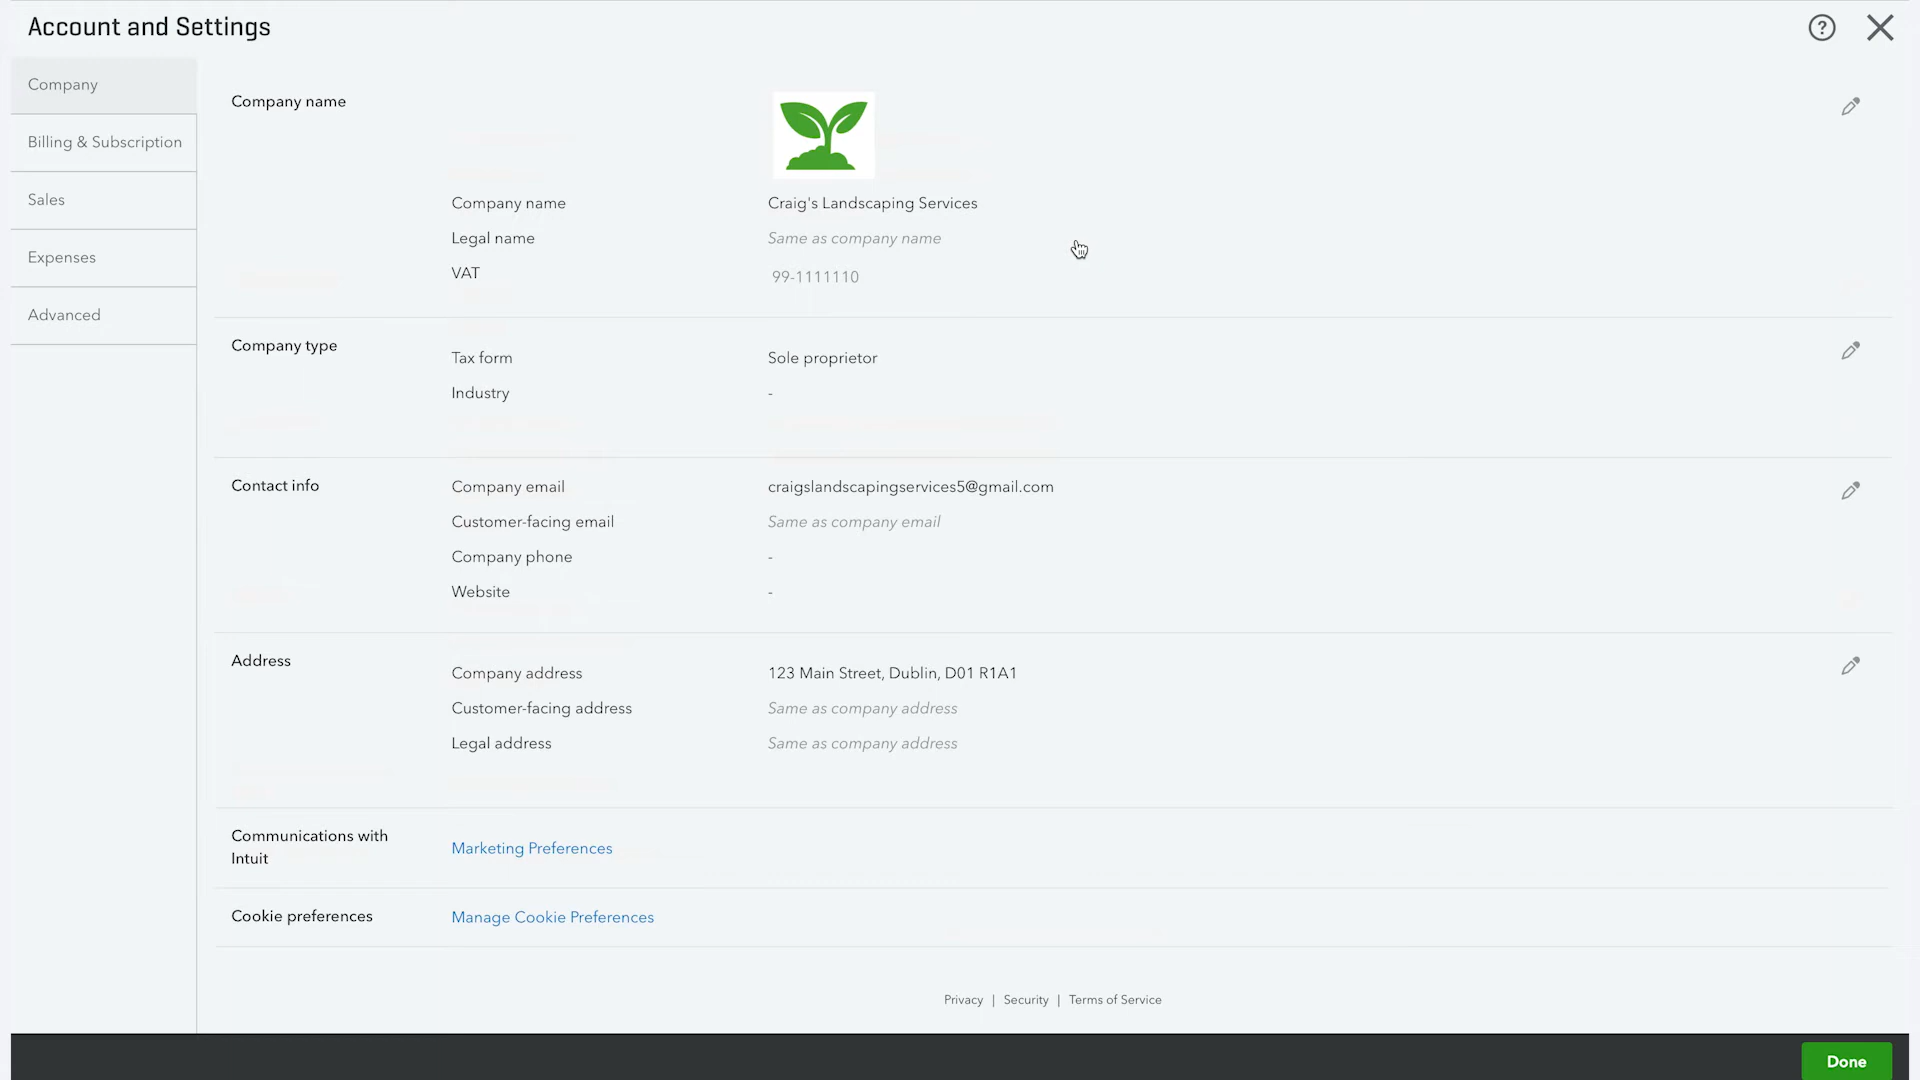 Account and Settings
?
Company
Billing & Subscription
Sales
Expenses
Advanced
Company name
Company name Craig's Landscaping Services
Legal name Same as company name
VAT 99-1111110
Company type
Tax form Sole proprietor
Industry -
Contact info
Company email craigslandscapingservices5@gmail.com
Customer-facing email Same as company email
Company phone -
Website -
Address
Company address 123 Main Street, Dublin, D01 R1A1
Customer-facing address Same as company address
Legal address Same as company address
Communications with
Intuit
Marketing Preferences
Cookie preferences Manage Cookie Preferences
Privacy | Security | Terms of Service
Done